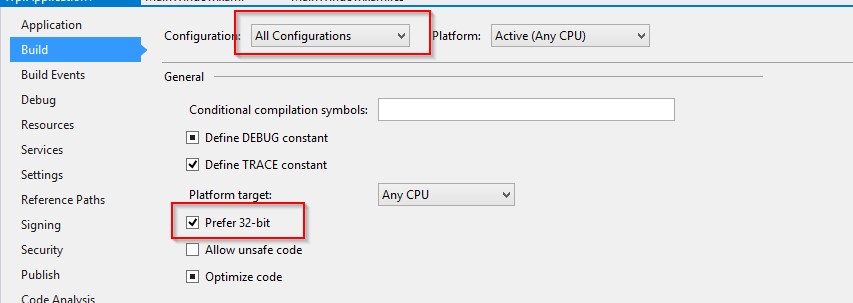 Application
Build
Build Events
Debug
Resources
Services
Settings
Reference Paths
Signing
Security
Publish
Code Analysis
Configuration: All Configurations Platform: Active (Any CPU)
General
Conditional compilation symbols:
Define DEBUG constant
Define TRACE constant
Platform target: Any CPU
Prefer 32-bit
Allow unsafe code
Optimize code